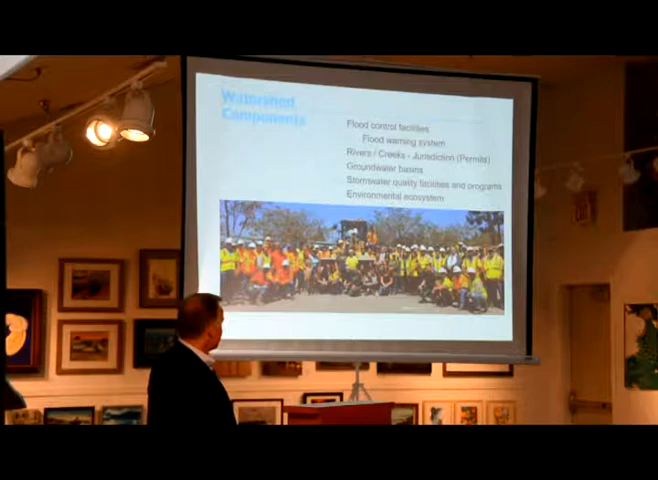 Watershed
Components
Flood control facilities
Flood warning system
Rivers / Creeks - Jurisdiction (Permits)
Groundwater basins
Stormwater quality facilities and programs
Environmental ecosystem